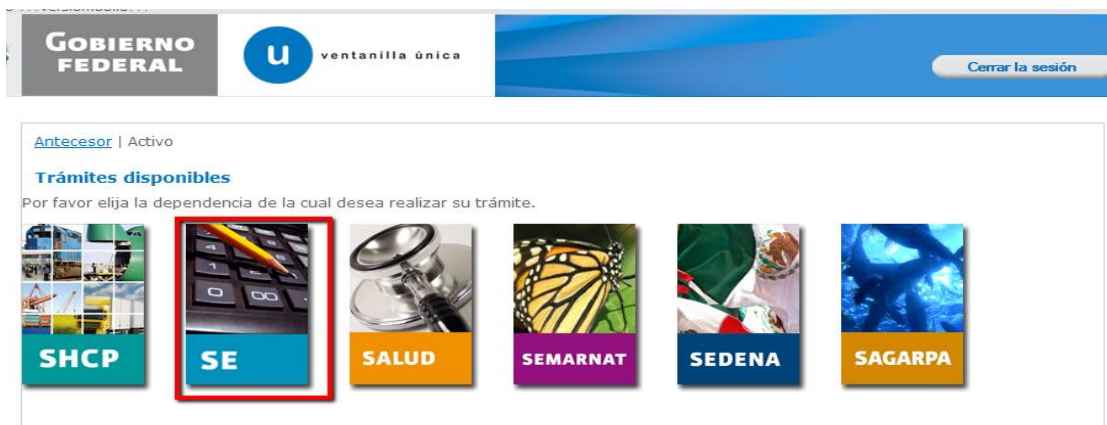 GOBIERNO
FEDERAL
u
ventanilla única
Cerrar la sesión
Antecesor | Activo
Trámites disponibles
Por favor elija la dependencia de la cual desea realizar su trámite.
SHCP
SE
SALUD
SEMARNAT
SEDENA
SAGARPA